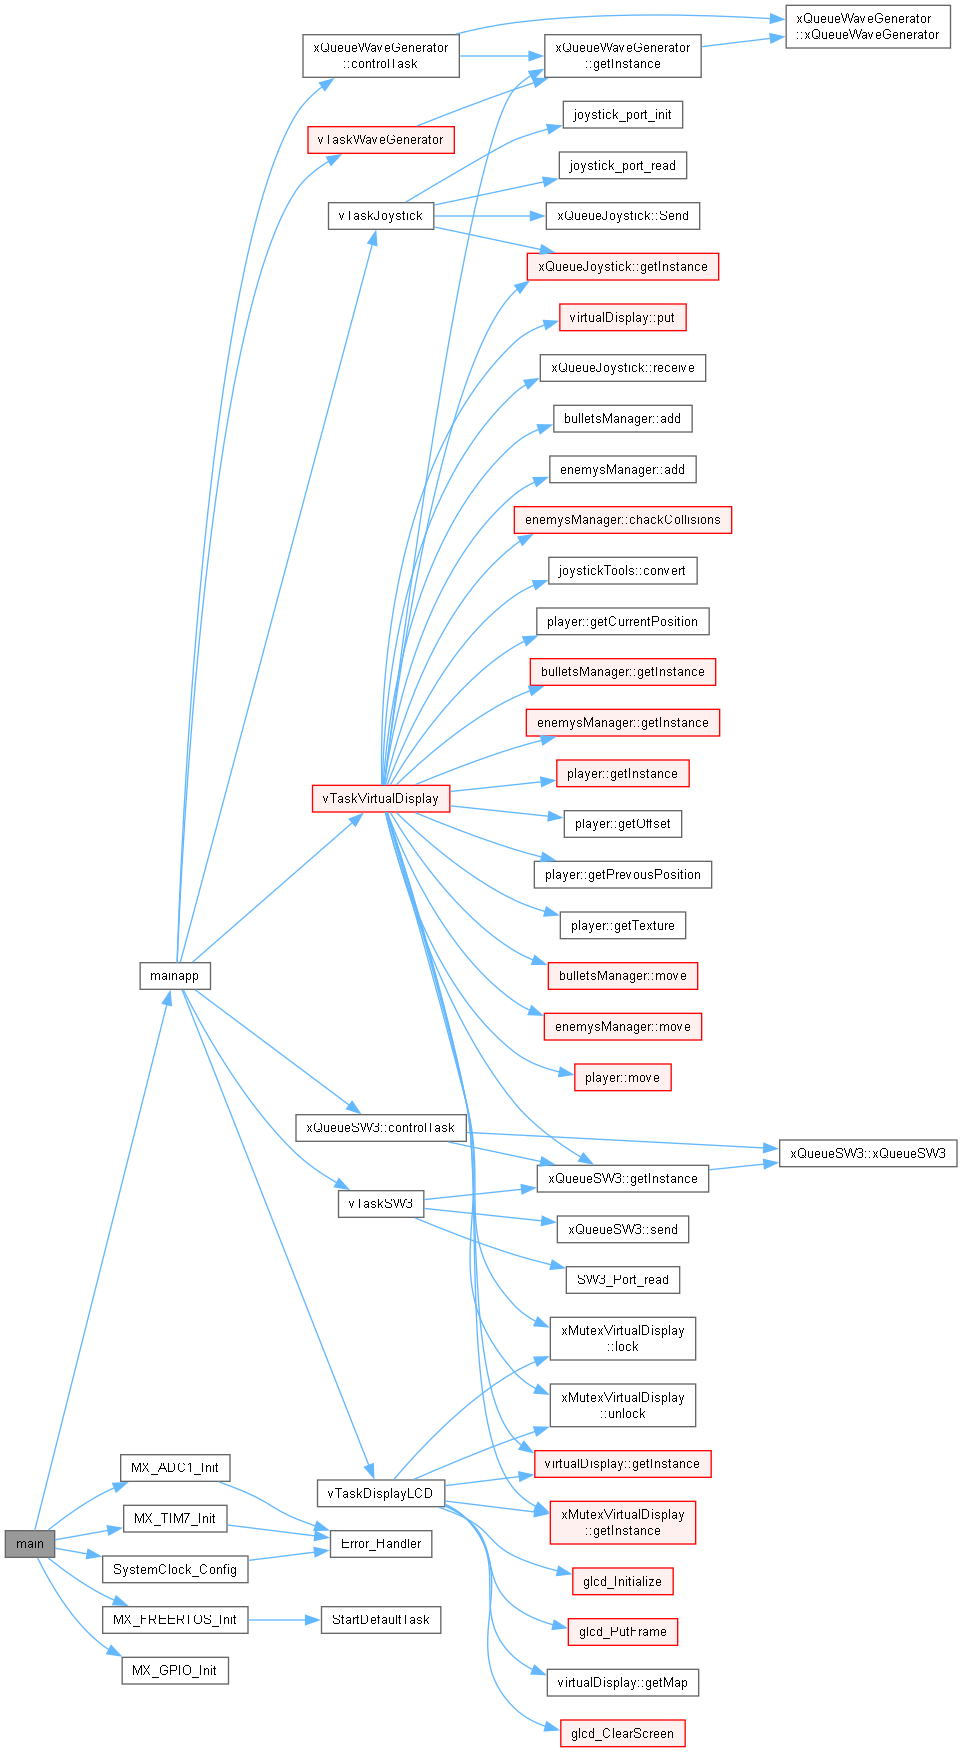 xQueueWaveGenerator
::xQueueWaveGenerator
xQueueWaveGenerator
::controlTask
xQueueWaveGenerator
::getInstance
joystick_port_init
vTaskWaveGenerator
joystick_port_read
vTaskJoystick
xQueueJoystick::Send
xQueueJoystick::getInstance
virtualDisplay::put
xQueueJoystick::receive
bulletsManager::add
enemysManager::add
enemysManager::chackCollisions
joystickTools::convert
player::getCurrentPosition
bulletsManager::getInstance
enemysManager::getInstance
player::getInstance
vTaskVirtualDisplay
player::getOffset
player::getPrevousPosition
player::getTexture
mainapp
bulletsManager::move
enemysManager::move
player::move
xQueueSW3::controlTask
xQueueSW3::xQueueSW3
xQueueSW3::getInstance
vTaskSW3
xQueueSW3::send
SW3_Port_read
xMutexVirtualDisplay
::lock
xMutexVirtualDisplay
::unlock
virtualDisplay::getInstance
MX_ADC1_Init
vTaskDisplayLCD
MX_TIM7_Init
xMutexVirtualDisplay
::getInstance
main
Error_Handler
SystemClock_Config
glcd_Initialize
MX_FREERTOS_Init
StartDefaultTask
glcd_PutFrame
MX_GPIO_Init
virtualDisplay::getMap
glcd_ClearScreen